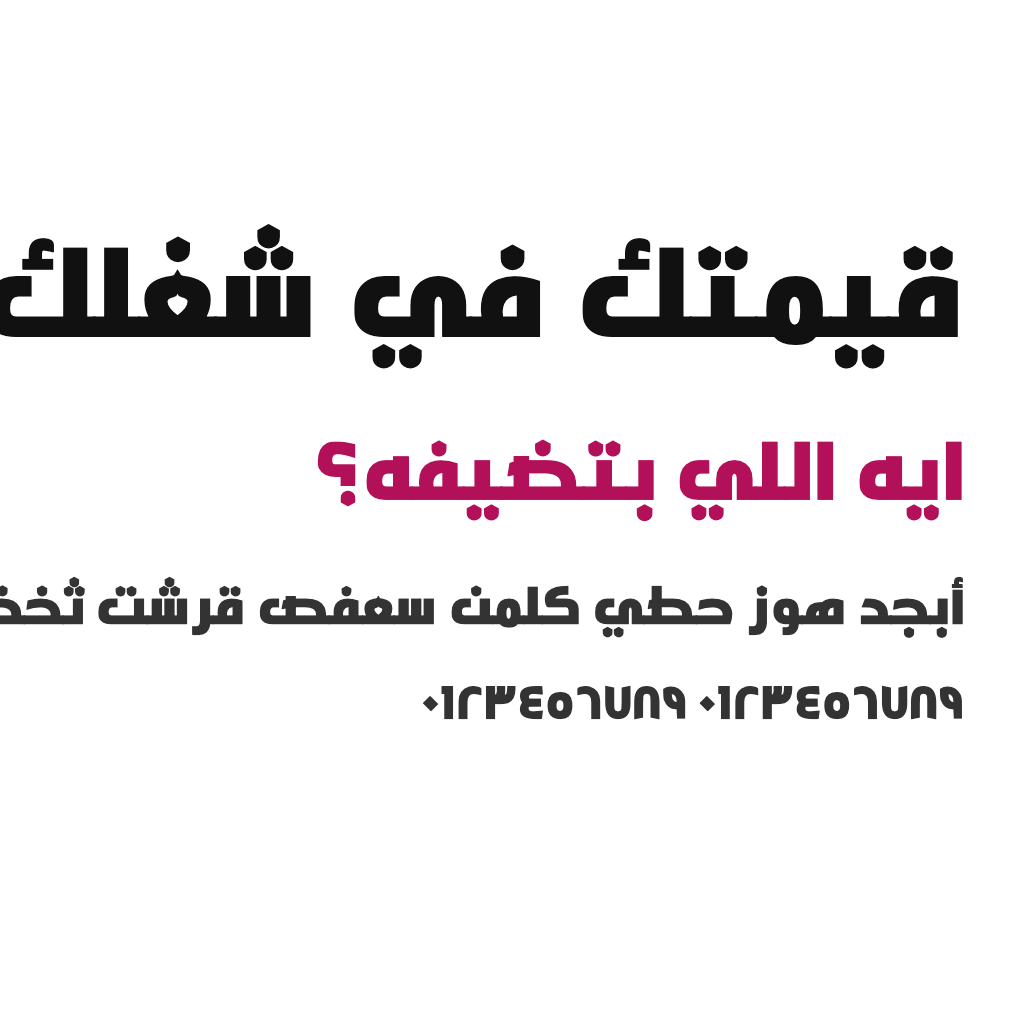 قيمتك في شغلك
ايه اللي بتضيفه؟
أبجد هوز حطي كلمن سعفص قرشت ثخذ
٠١٢٣٤٥٦٧٨٩ ٠١٢٣٤٥٦٧٨٩